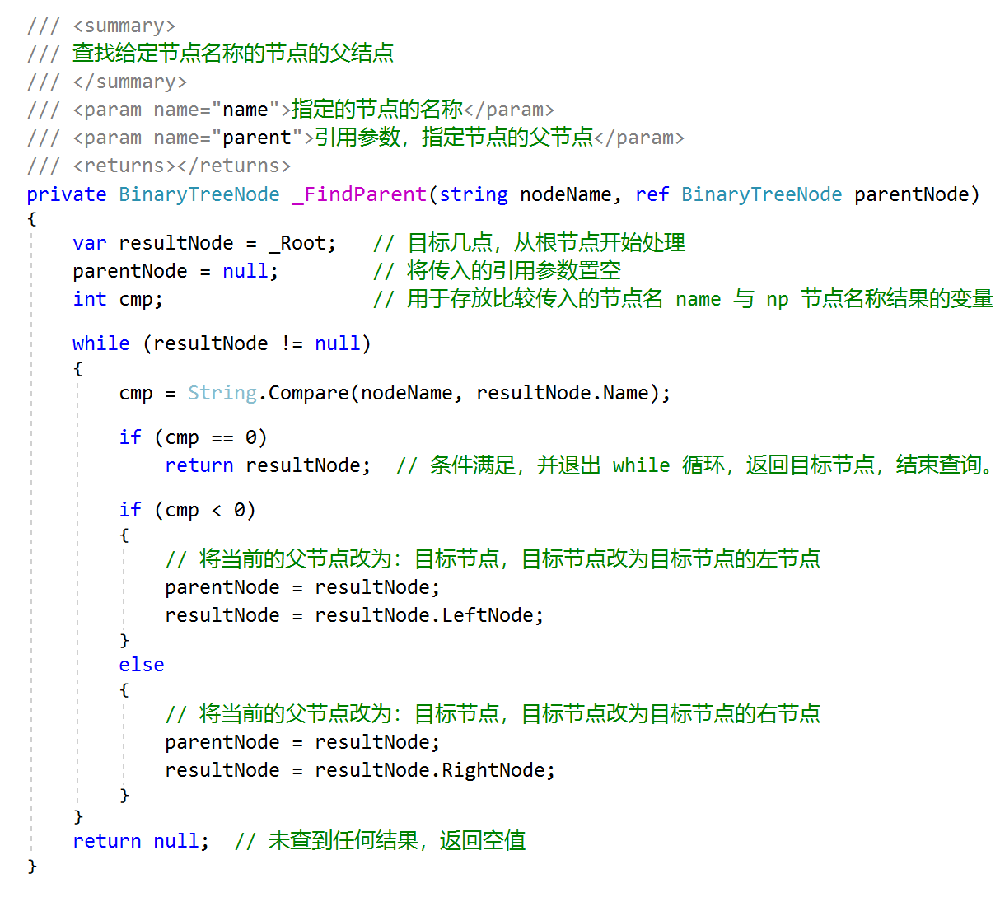 /// <summary>
/// 查找给定节点名称的节点的父结点
/// </summary>
/// <param name="name">指定的节点的名称</param>
/// <param name="parent">引用参数，指定节点的父节点</param>
/// <returns></returns>
private BinaryTreeNode _FindParent(string nodeName, ref BinaryTreeNode parentNode)
{
    var resultNode = _Root;   // 目标几点，从根节点开始处理
    parentNode = null;        // 将传入的引用参数置空
    int cmp;                  // 用于存放比较传入的节点名 name 与 np 节点名称结果的变量
    while (resultNode != null)
    {
        cmp = String.Compare(nodeName, resultNode.Name);
        if (cmp == 0)
            return resultNode;  // 条件满足，并退出 while 循环，返回目标节点，结束查询。
        if (cmp < 0)
        {
            // 将当前的父节点改为：目标节点，目标节点改为目标节点的左节点
            parentNode = resultNode;
            resultNode = resultNode.LeftNode;
        }
        else
        {
            // 将当前的父节点改为：目标节点，目标节点改为目标节点的右节点
            parentNode = resultNode;
            resultNode = resultNode.RightNode;
        }
    }
    return null;  // 未查到任何结果，返回空值
}